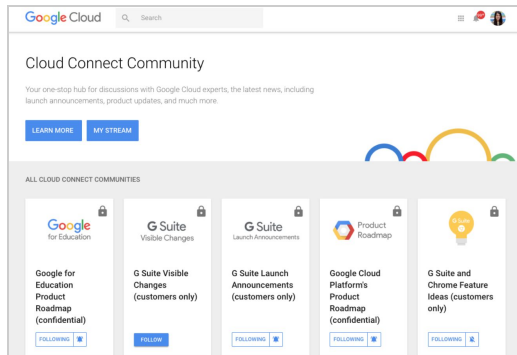 Google Cloud
Search
Cloud Connect Community
Your one-stop hub for discussions with Google Cloud experts, the latest news, including
launch announcements, product updates, and much more.
LEARN MORE
MY STREAM
ALL CLOUD CONNECT COMMUNITIES
Google
for Education
Google for
Education
Product
Roadmap
(confidential)
FOLLOWING
G Suite
Visible Changes
G Suite Visible
Changes
(customers only)
FOLLOW
G Suite
Launch Announcements
G Suite Launch
Announcements
(customers only)
FOLLOWING
Product
Roadmap
Google Cloud
Platform's
Product
Roadmap
(confidential)
FOLLOWING
G Suite
G Suite and
Chrome Feature
Ideas (customers
only)
FOLLOWING